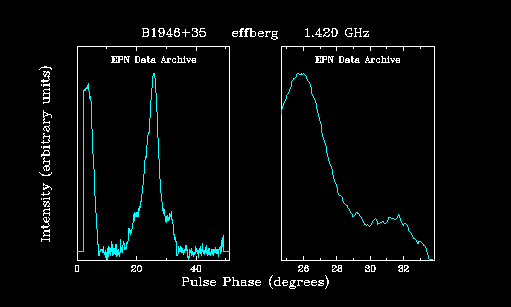 B1946+35 effberg 1.420 GHz
EPN Data Archive EPN Data Archive
Intensity (arbitrary units)
0 20 40 26 28 30 32
Pulse Phase (degrees)